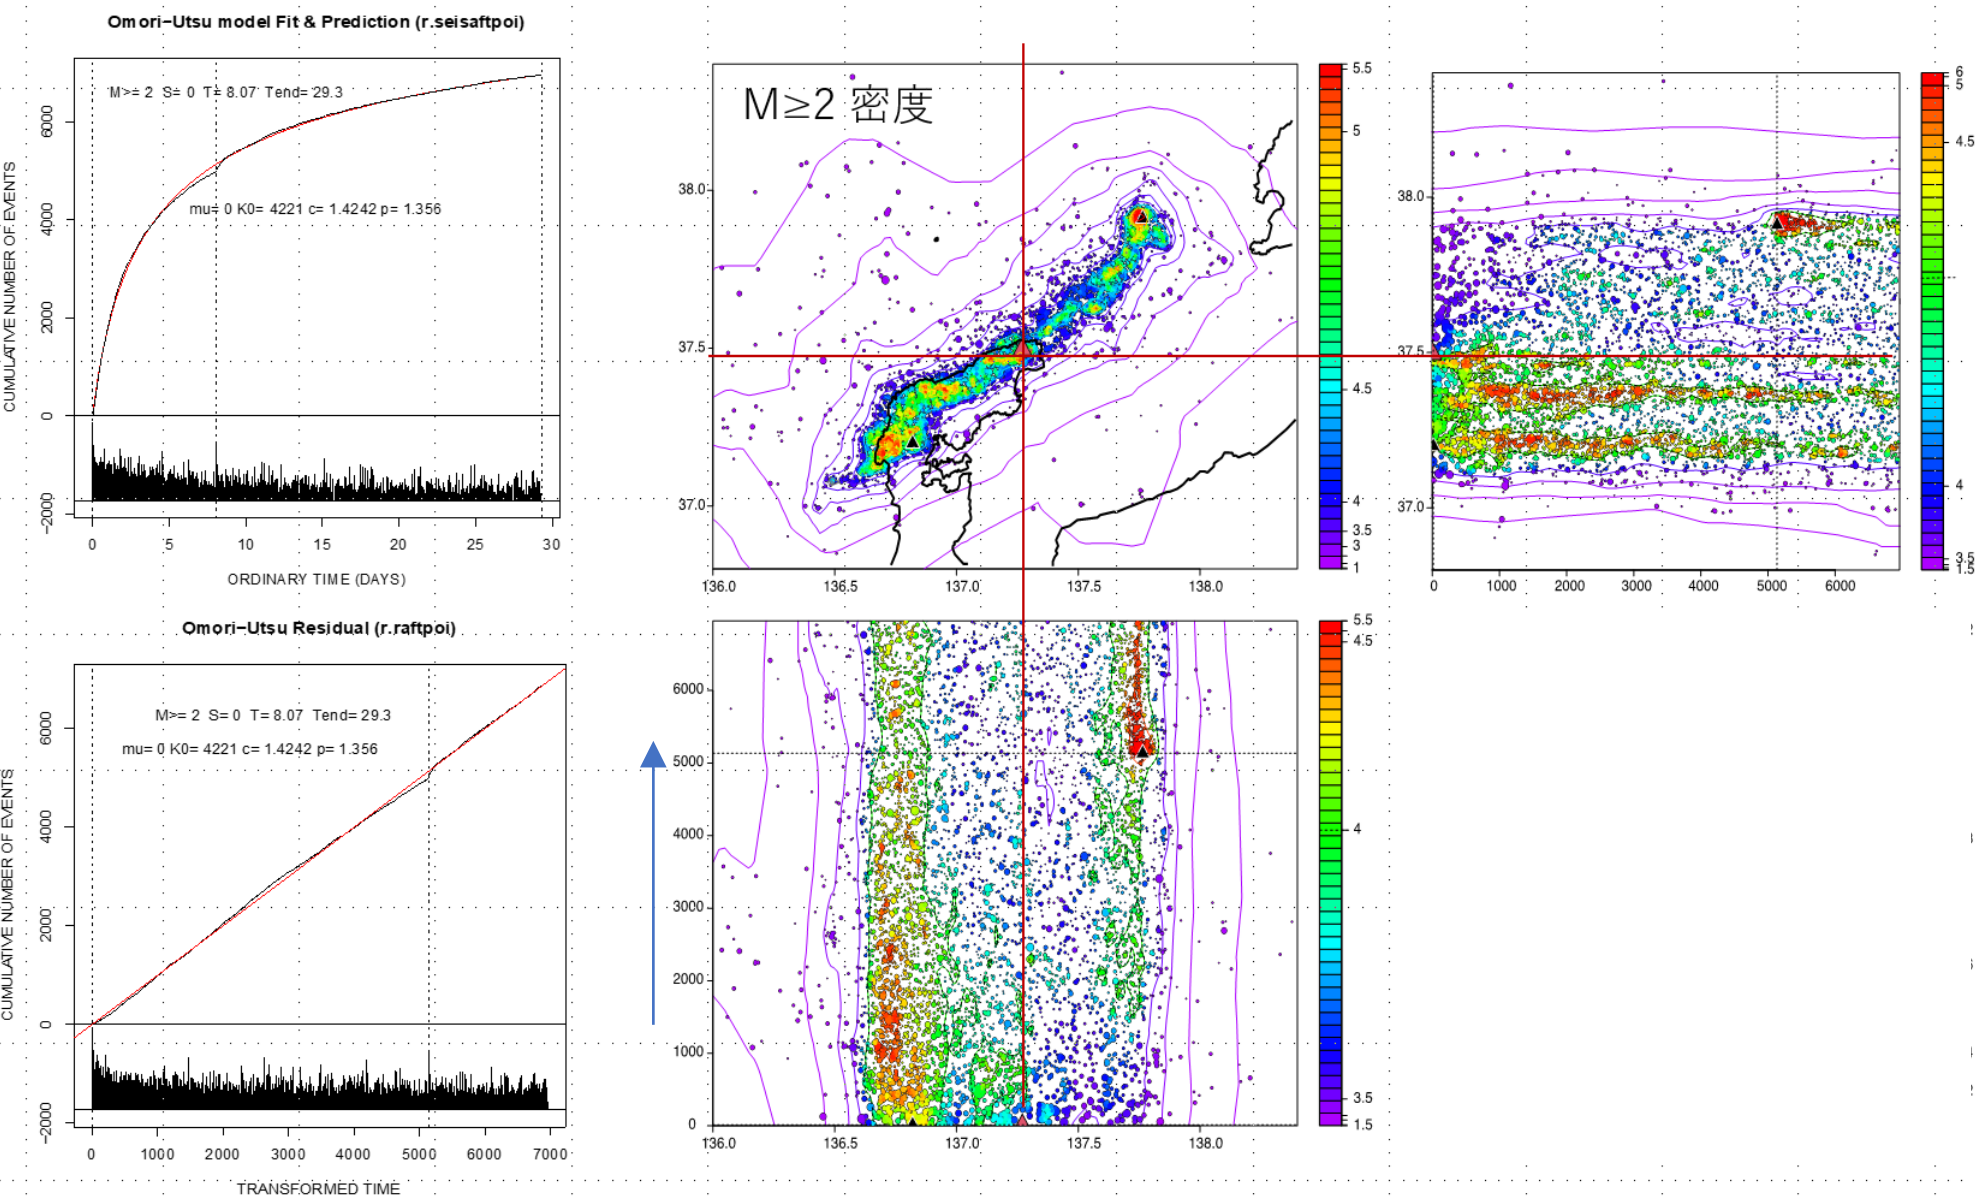 Omori−Utsu model Fit & Prediction (r.seisaftpoi)
M>= 2 S= 0 T= 8.07 Tend= 29.3
mu= 0 K0= 4221 c= 1.4242 p= 1.356
CUMULATIVE NUMBER OF EVENTS
6000
4000
2000
0
−2000
0 5 10 15 20 25 30
ORDINARY TIME (DAYS)
M≥2 密度
38.0
37.5
37.0
136.0 136.5 137.0 137.5 138.0
5.5
5
4.5
4
3.5
3
1
38.0
37.5
37.0
0 1000 2000 3000 4000 5000 6000
6
5
4.5
4
3.5
1.5
Omori−Utsu Residual (r.raftpoi)
M>= 2 S= 0 T= 8.07 Tend= 29.3
mu= 0 K0= 4221 c= 1.4242 p= 1.356
CUMULATIVE NUMBER OF EVENTS
6000
4000
2000
0
−2000
0 1000 2000 3000 4000 5000 6000 7000
TRANSFORMED TIME
6000
5000
4000
3000
2000
1000
0
136.0 136.5 137.0 137.5 138.0
5.5
4.5
4
3.5
1.5